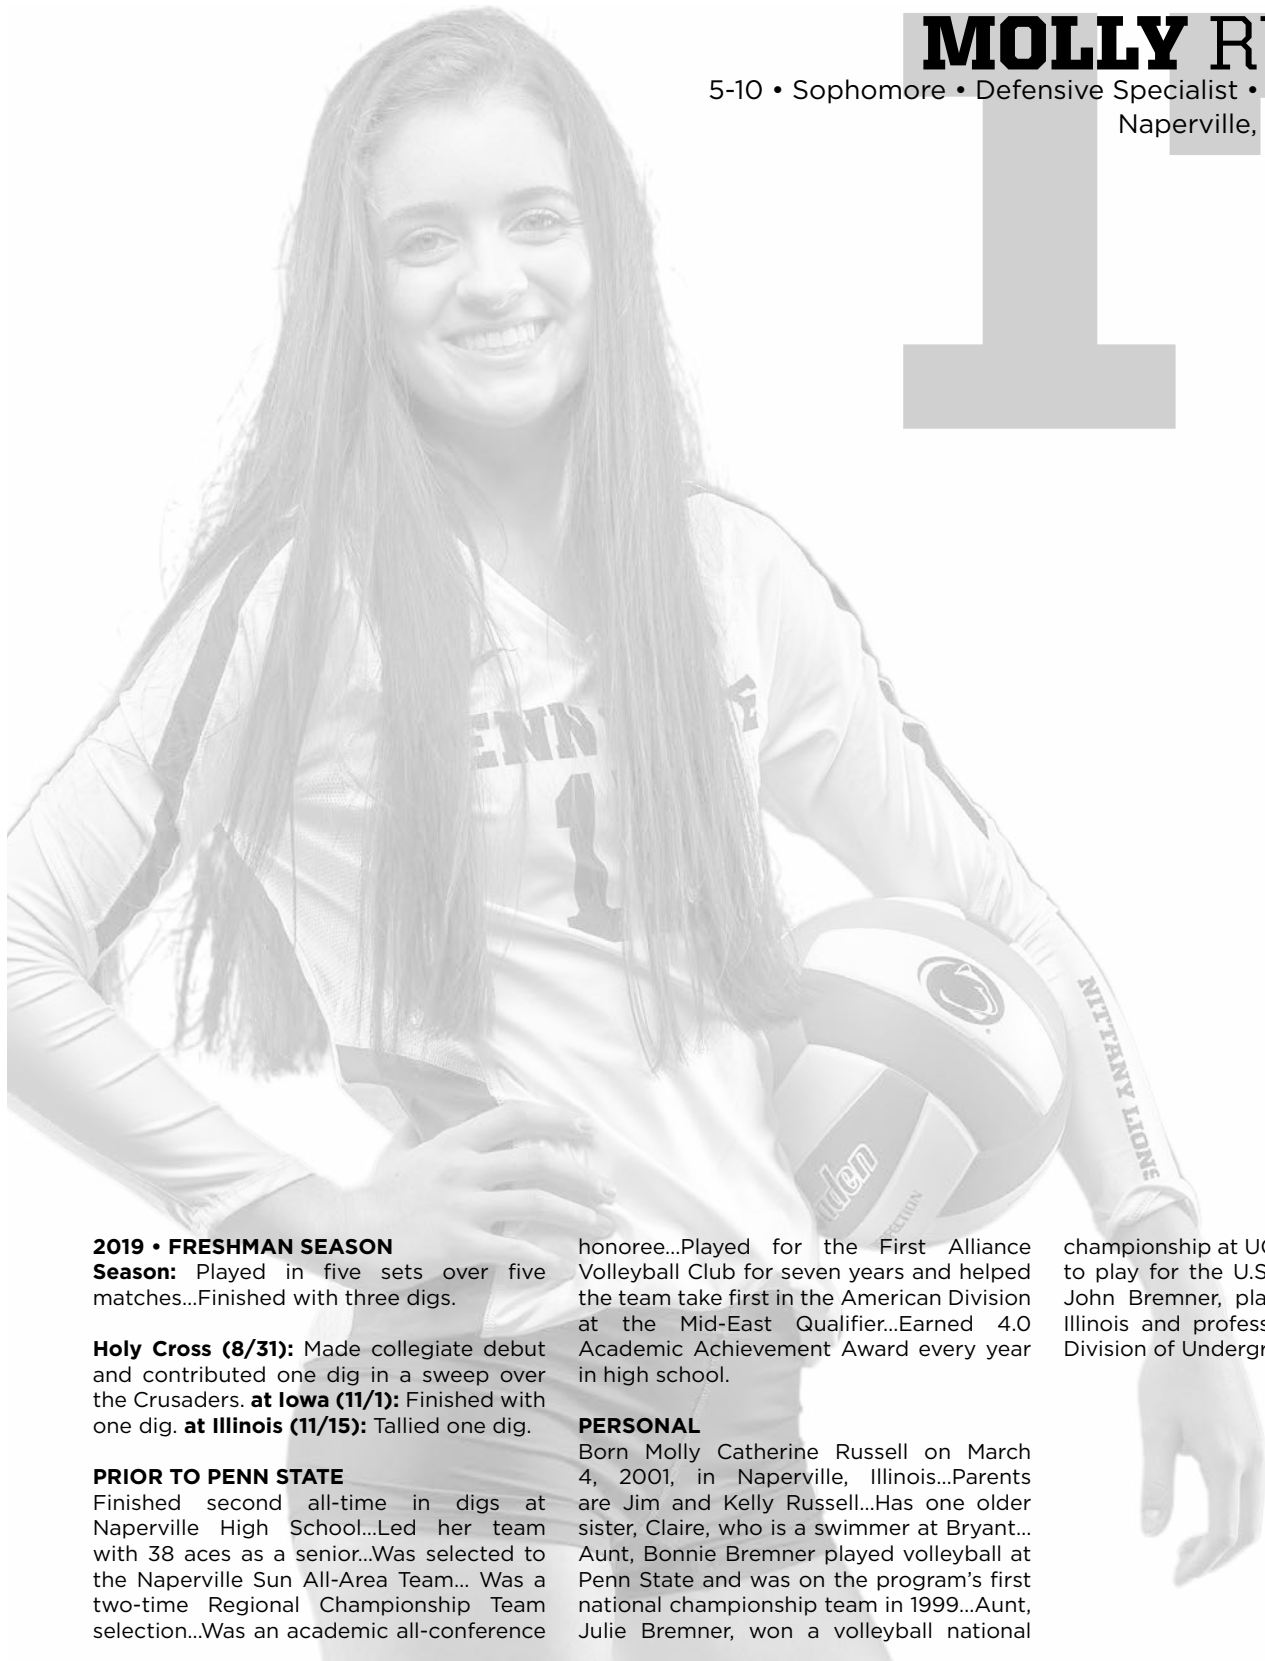 MOLLY
5-10 • Sophomore • Defensive Specialist •
Naperville,
ENN
1
NITTANY LIONS
2019 • FRESHMAN SEASON
Season: Played in five sets over five
matches...Finished with three digs.
Holy Cross (8/31): Made collegiate debut
and contributed one dig in a sweep over
the Crusaders. at Iowa (11/1): Finished with
one dig. at Illinois (11/15): Tallied one dig.
PRIOR TO PENN STATE
Finished second all-time in digs at
Naperville High School...Led her team
with 38 aces as a senior...Was selected to
the Naperville Sun All-Area Team... Was a
two-time Regional Championship Team
selection...Was an academic all-conference
honoree...Played for the First Alliance
Volleyball Club for seven years and helped
the team take first in the American Division
at the Mid-East Qualifier...Earned 4.0
Academic Achievement Award every year
in high school.
PERSONAL
Born Molly Catherine Russell on March
4, 2001, in Naperville, Illinois...Parents
are Jim and Kelly Russell...Has one older
sister, Claire, who is a swimmer at Bryant...
Aunt, Bonnie Bremner played volleyball at
Penn State and was on the program's first
national championship team in 1999...Aunt,
Julie Bremner, won a volleyball national
championship at
to play for the U.S
John Bremner,
Illinois and
Division of